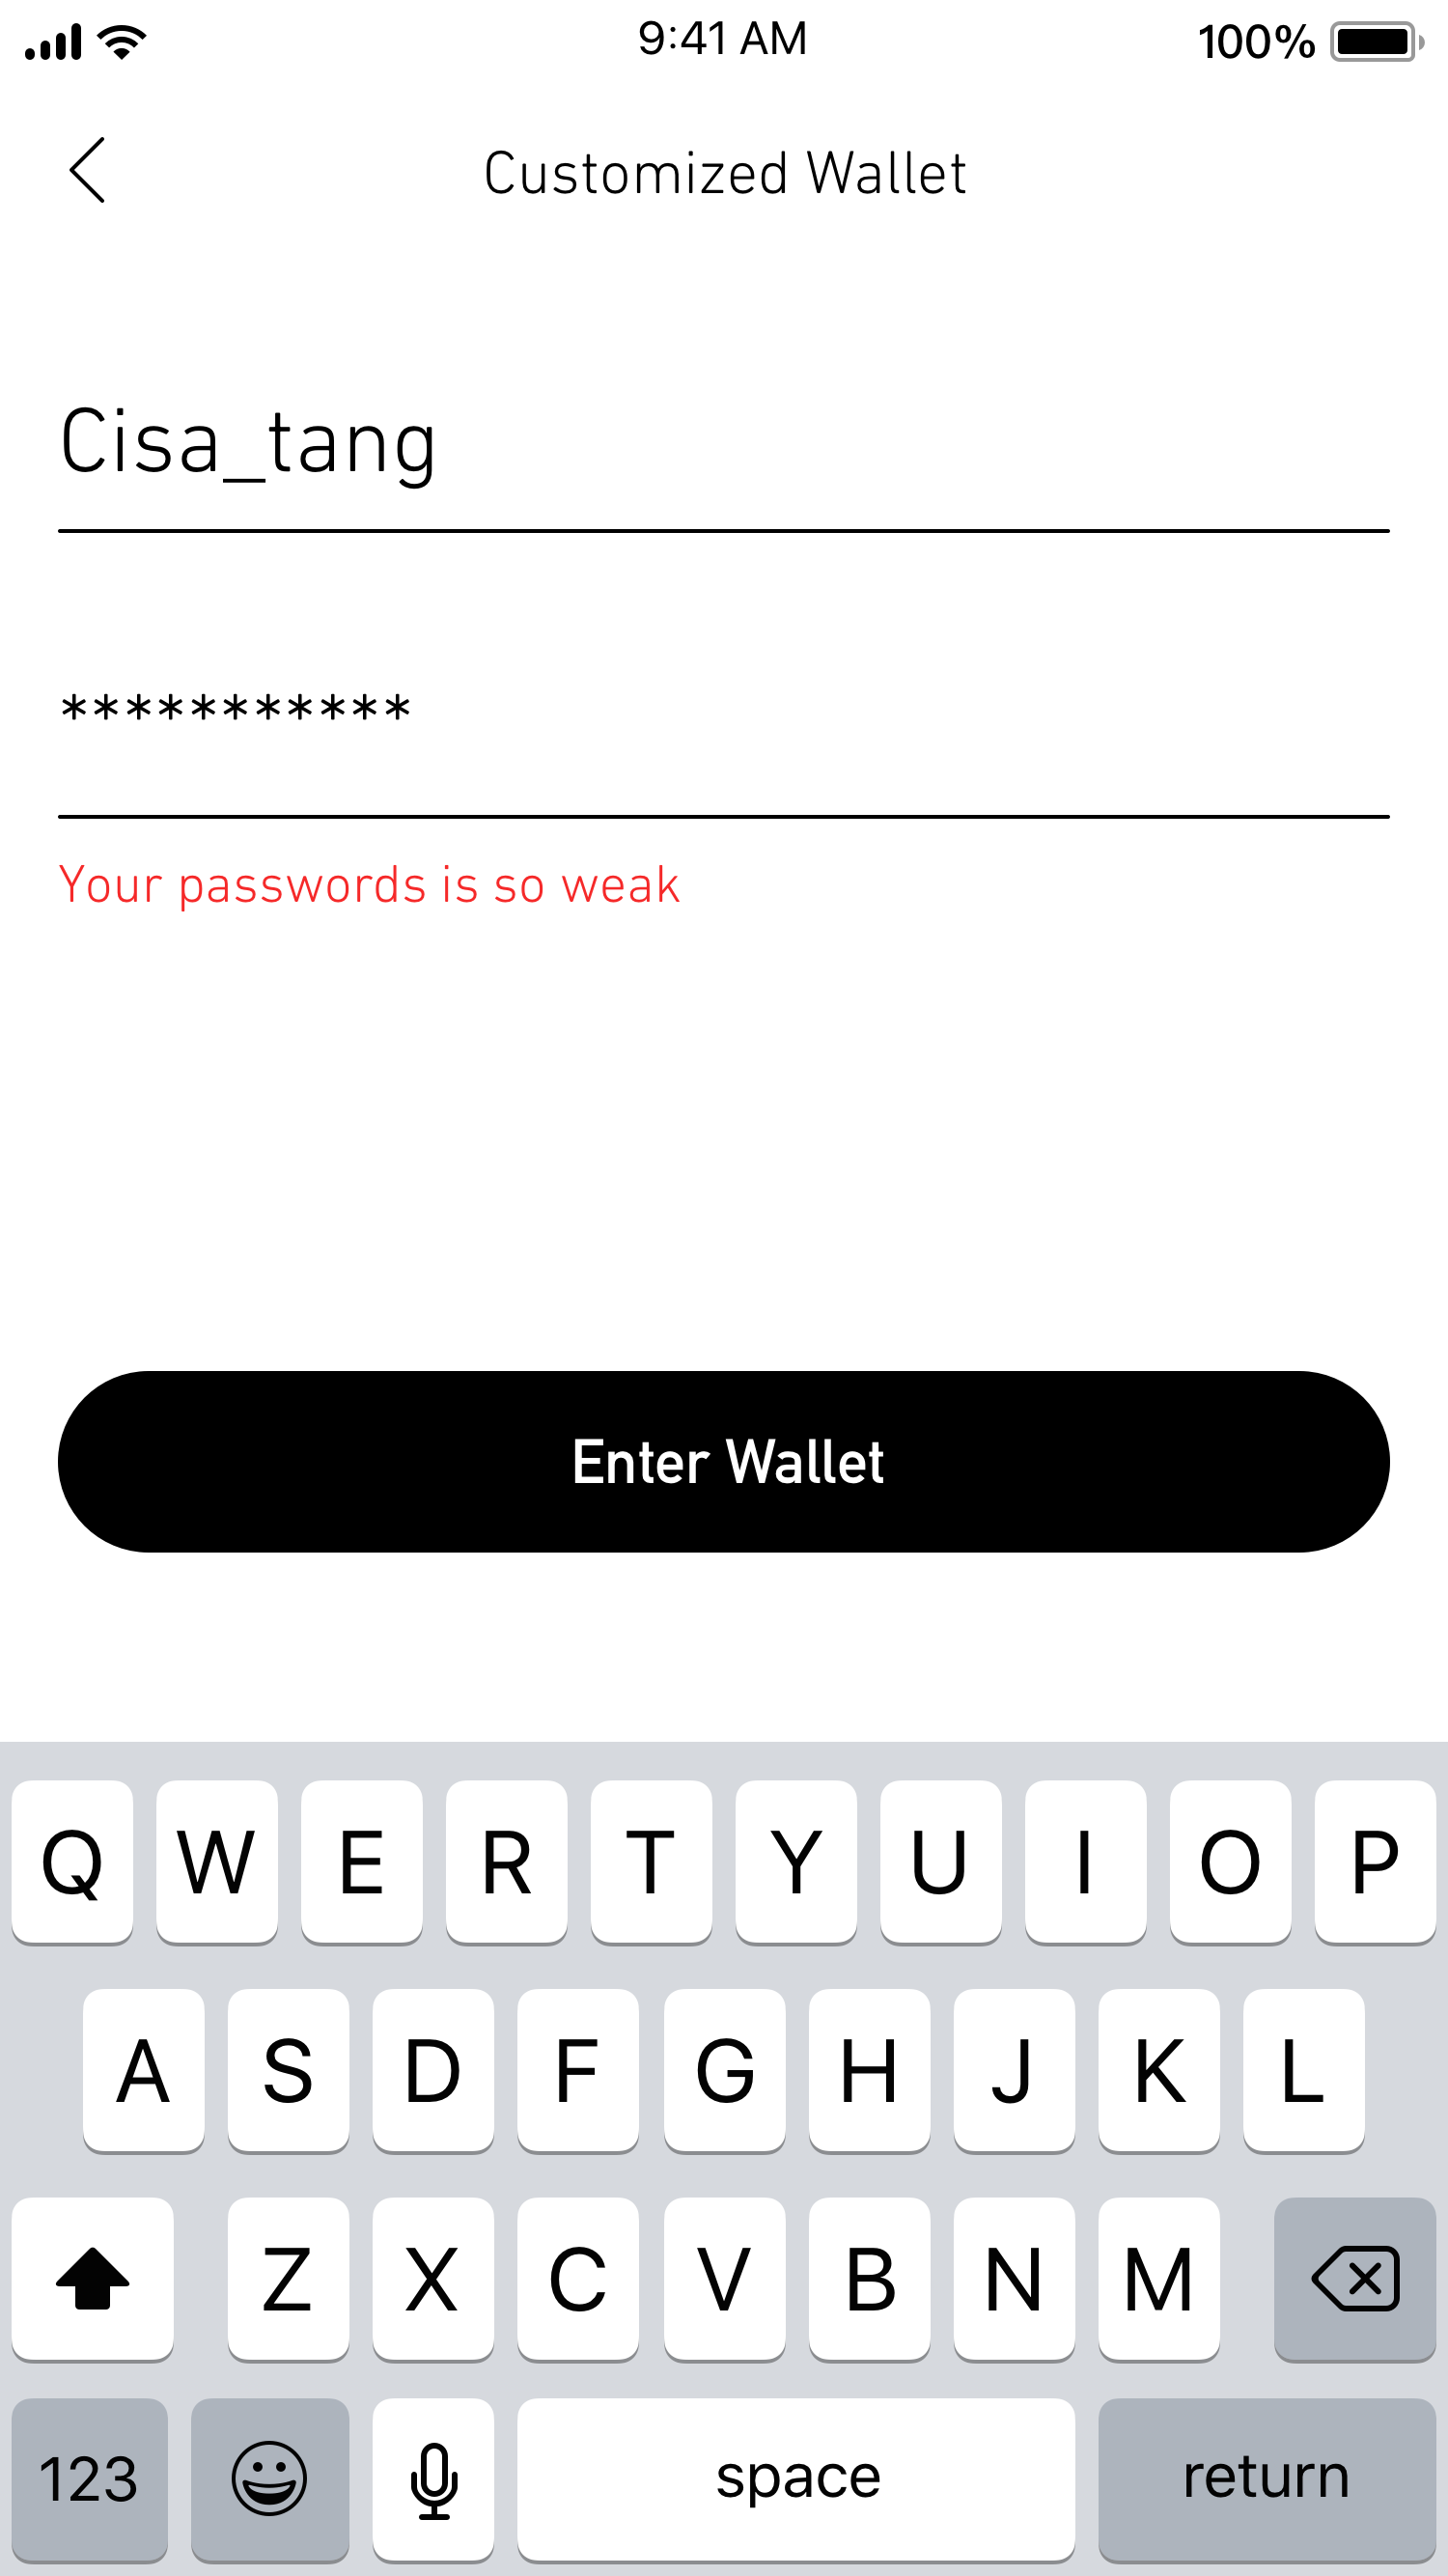 9:41 AM
100%
Customized Wallet
Cisa_tang
***********
Your passwords is so weak
Enter Wallet
Q W E R T Y U I O P
A S D F G H J K L
Z X C V B N M
123 space return